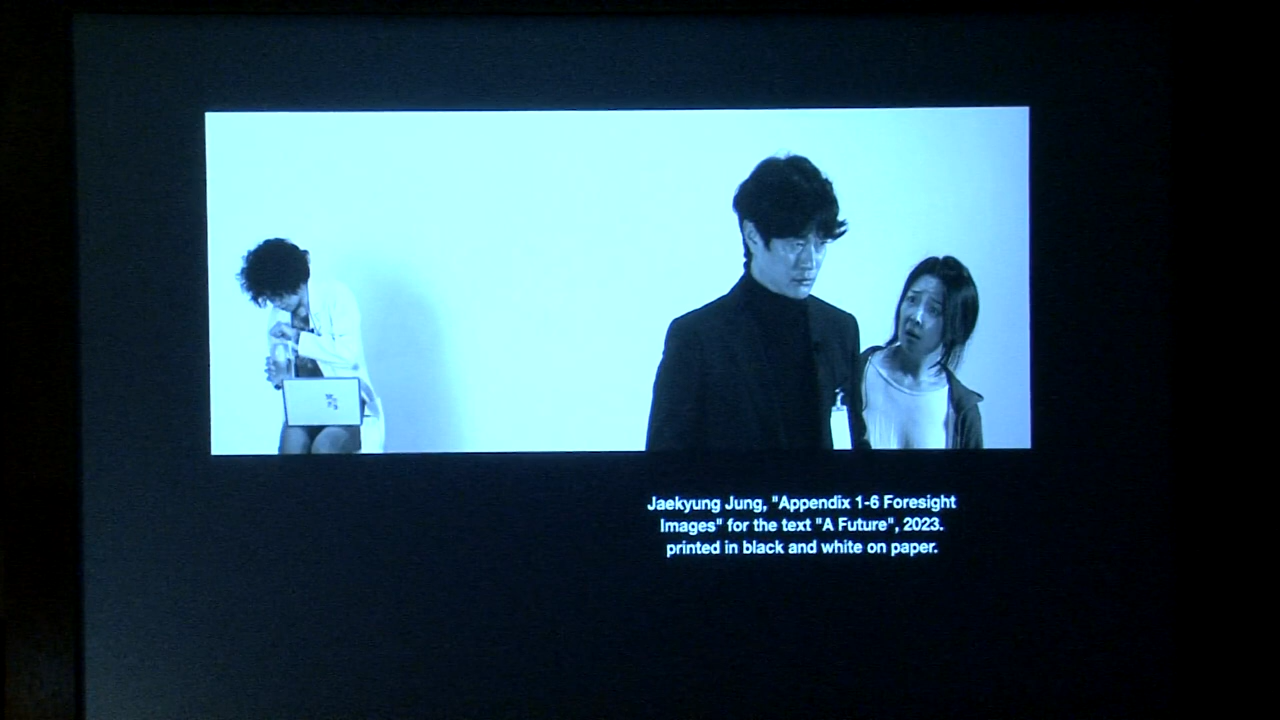 Jaekyung Jung, "Appendix 1-6 Foresight
Images" for the text "A Future", 2023.
printed in black and white on paper.